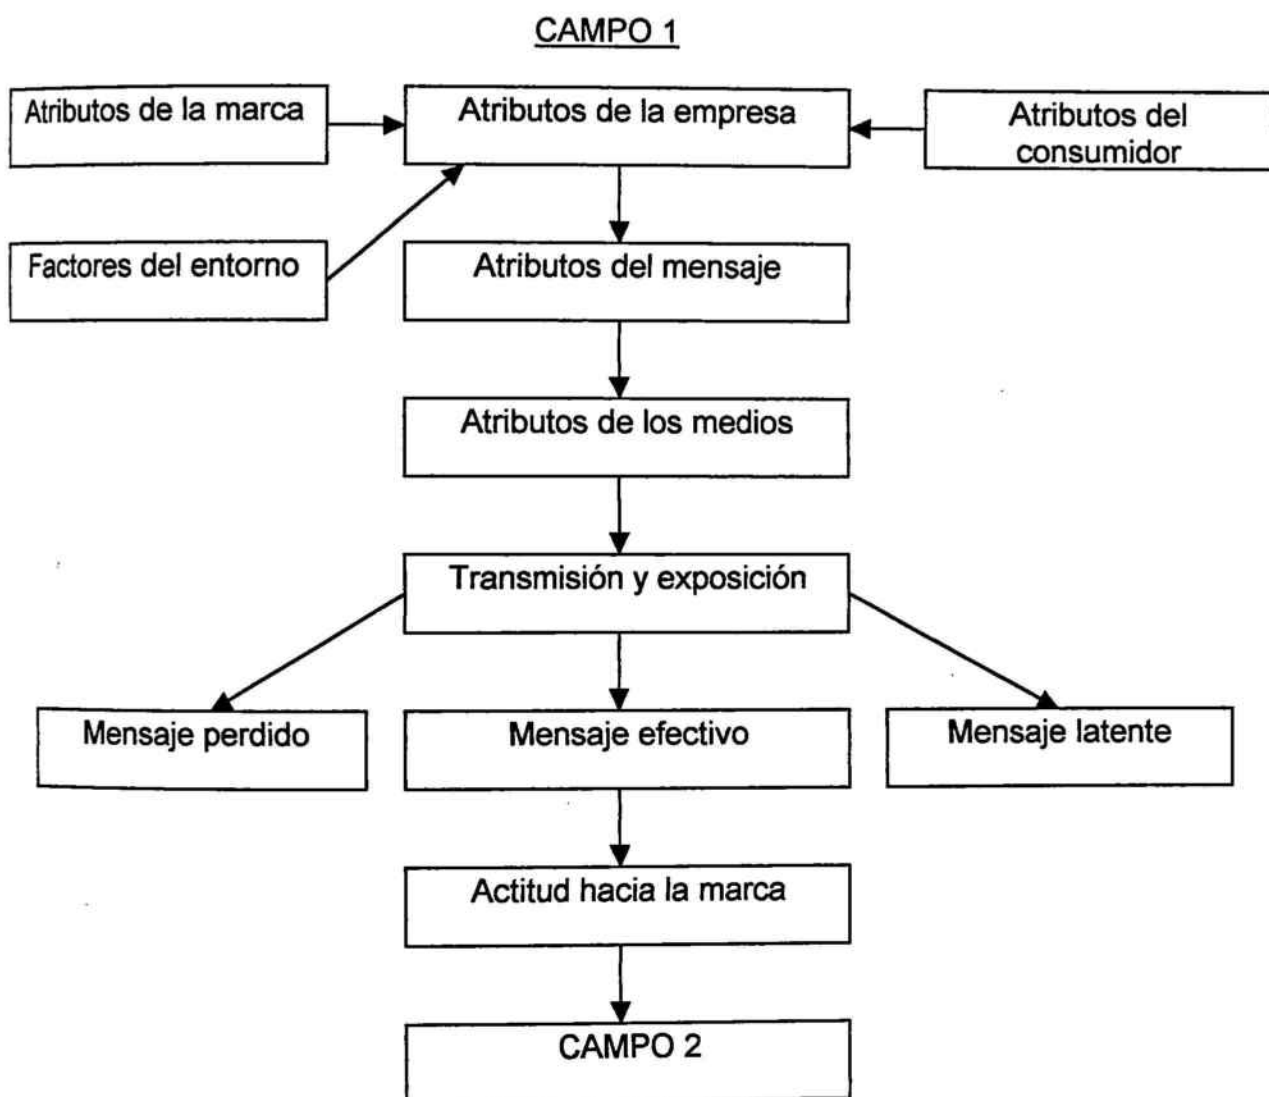 CAMPO 1
Atributos de la marca
Atributos de la empresa
Atributos del
consumidor
Factores del entorno
Atributos del mensaje
Atributos de los medios
Transmisión y exposición
Mensaje perdido
Mensaje efectivo
Mensaje latente
Actitud hacia la marca
CAMPO 2